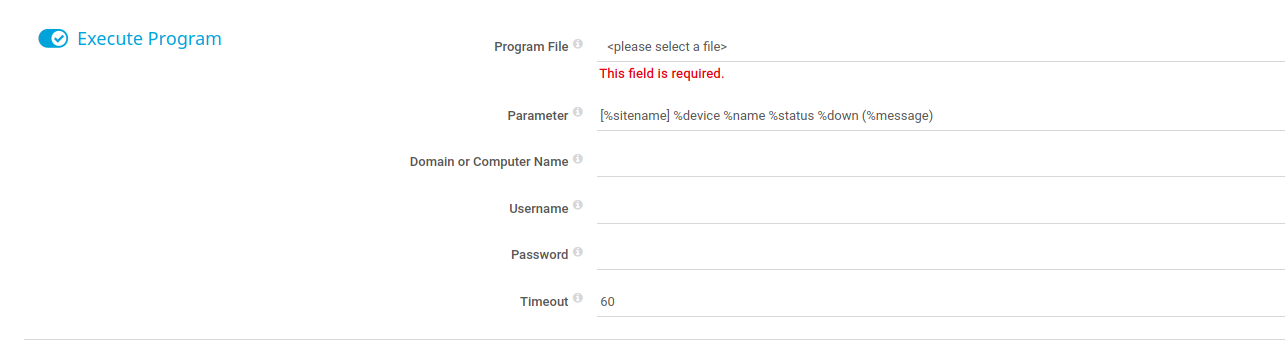 Execute Program
Program File <please select a file>
This field is required.
Parameter [%sitename] %device %name %status %down (%message)
Domain or Computer Name
Username
Password
Timeout 60